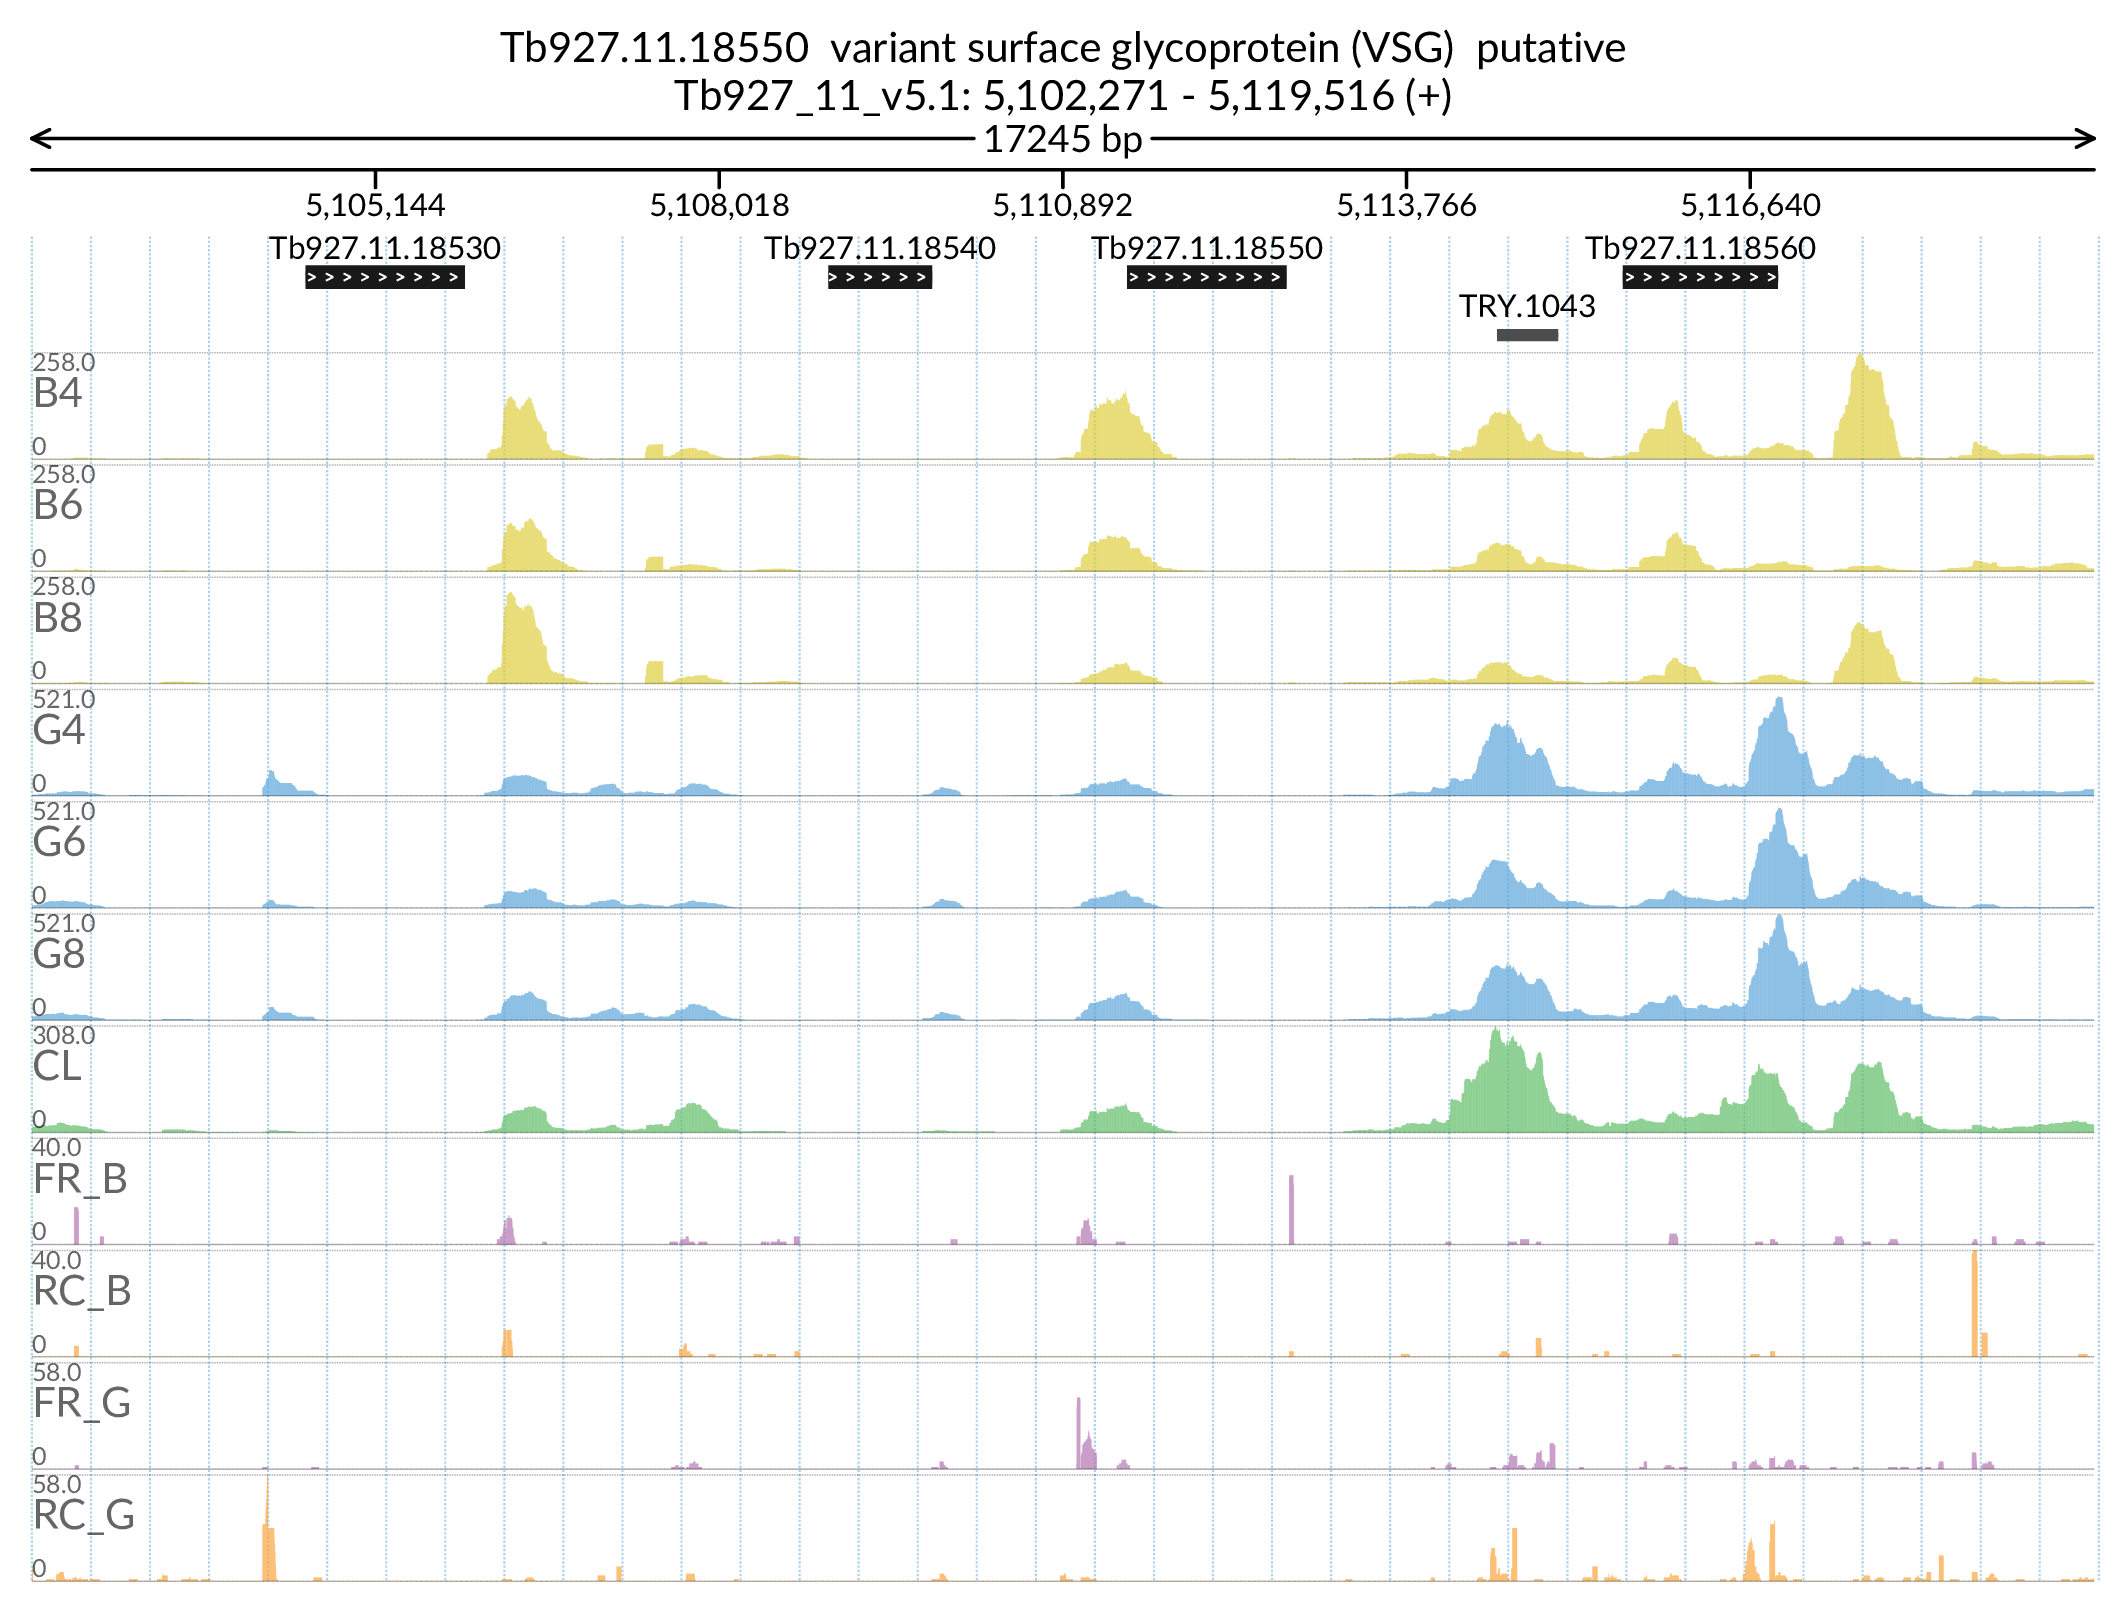 Tb927.11.18550 variant surface glycoprotein (VSG) putative
Tb927_11_v5.1: 5,102,271 - 5,119,516 (+)
17245 bp
5,105,144 5,108,018 5,110,892 5,113,766 5,116,640
Tb927.11.18530 Tb927.11.18540 Tb927.11.18550 Tb927.11.18560
TRY.1043
258.0
B4
0
258.0
B6
0
258.0
B8
0
521.0
G4
0
521.0
G6
0
521.0
G8
0
308.0
CL
0
40.0
FR_B
0
40.0
RC_B
0
58.0
FR_G
0
58.0
RC_G
0